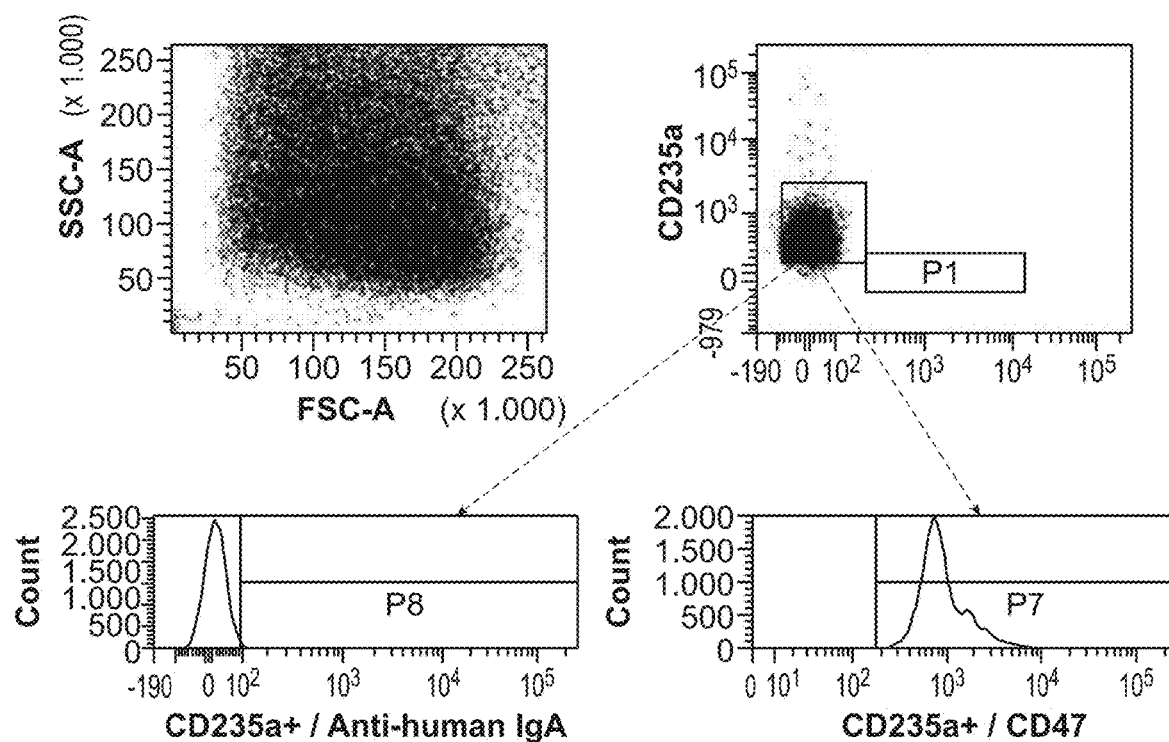 SSC-A (x 1.000)
250
200
150
100
50
50 100 150 200 250
FSC-A (x 1.000)
CD235a
10^5
10^4
10^3
0
-979
P1
-190 0 10^2 10^3 10^4 10^5
Count
2.500
2.000
1.500
1.000
500
0
P8
-190 0 10^2 10^3 10^4 10^5
CD235a+ / Anti-human IgA
Count
2.000
1.500
1.000
500
0
P7
0 10^1 10^2 10^3 10^4 10^5
CD235a+ / CD47